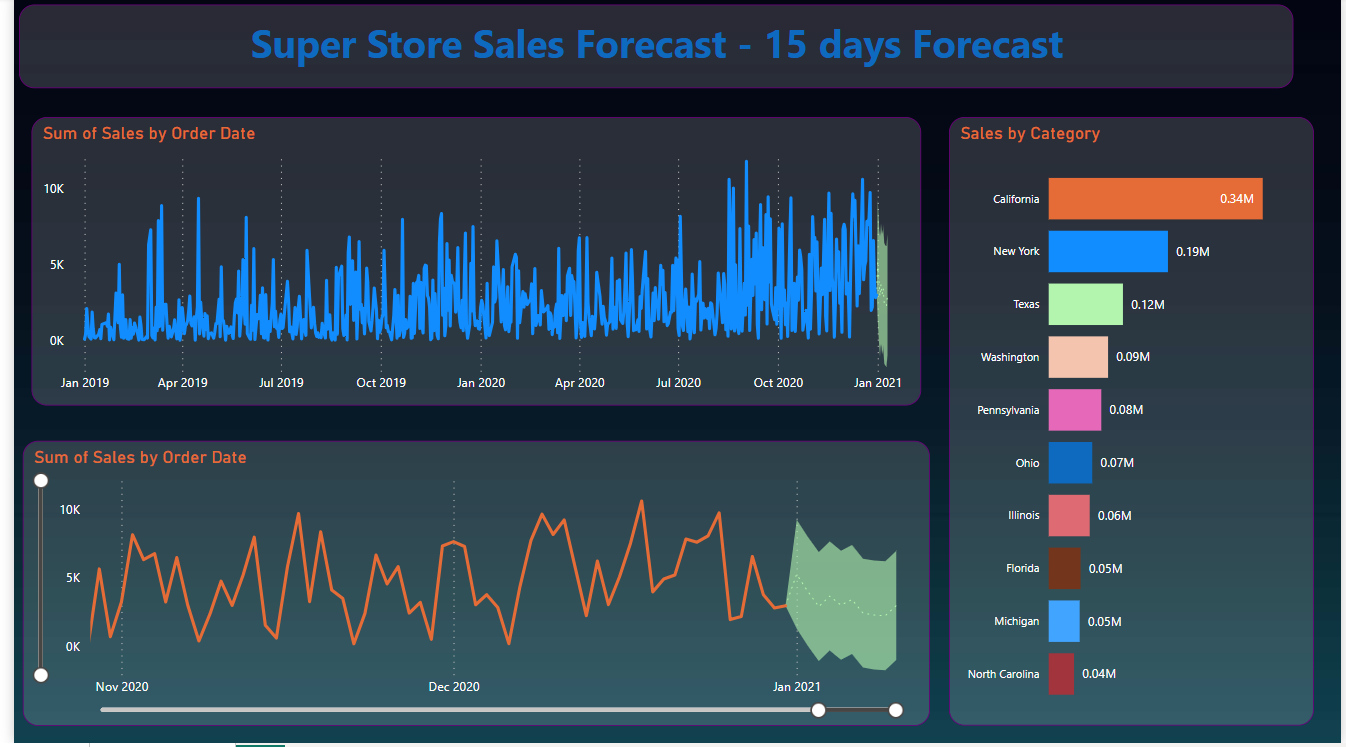 Super Store Sales Forecast - 15 days Forecast
Sum of Sales by Order Date
10K
5K
0K
Jan 2019 Apr 2019 Jul 2019 Oct 2019 Jan 2020 Apr 2020 Jul 2020 Oct 2020 Jan 2021
Sum of Sales by Order Date
10K
5K
0K
Nov 2020 Dec 2020 Jan 2021
Sales by Category
California 0.34M
New York 0.19M
Texas 0.12M
Washington 0.09M
Pennsylvania 0.08M
Ohio 0.07M
Illinois 0.06M
Florida 0.05M
Michigan 0.05M
North Carolina 0.04M